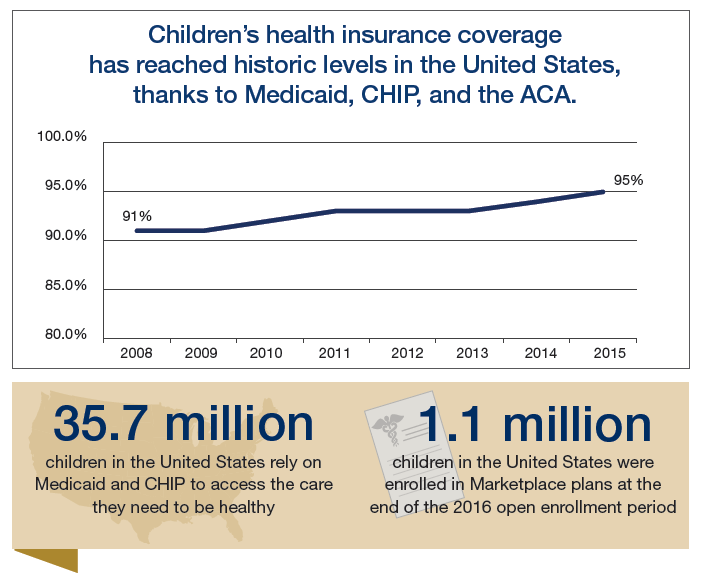 Children’s health insurance coverage
has reached historic levels in the United States,
thanks to Medicaid, CHIP, and the ACA.
100.0%
95.0%
95%
91%
90.0%
85.0%
80.0%
2008 2009 2010 2011 2012 2013 2014 2015
35.7 million
children in the United States rely on
Medicaid and CHIP to access the care
they need to be healthy
1.1 million
children in the United States were
enrolled in Marketplace plans at the
end of the 2016 open enrollment period